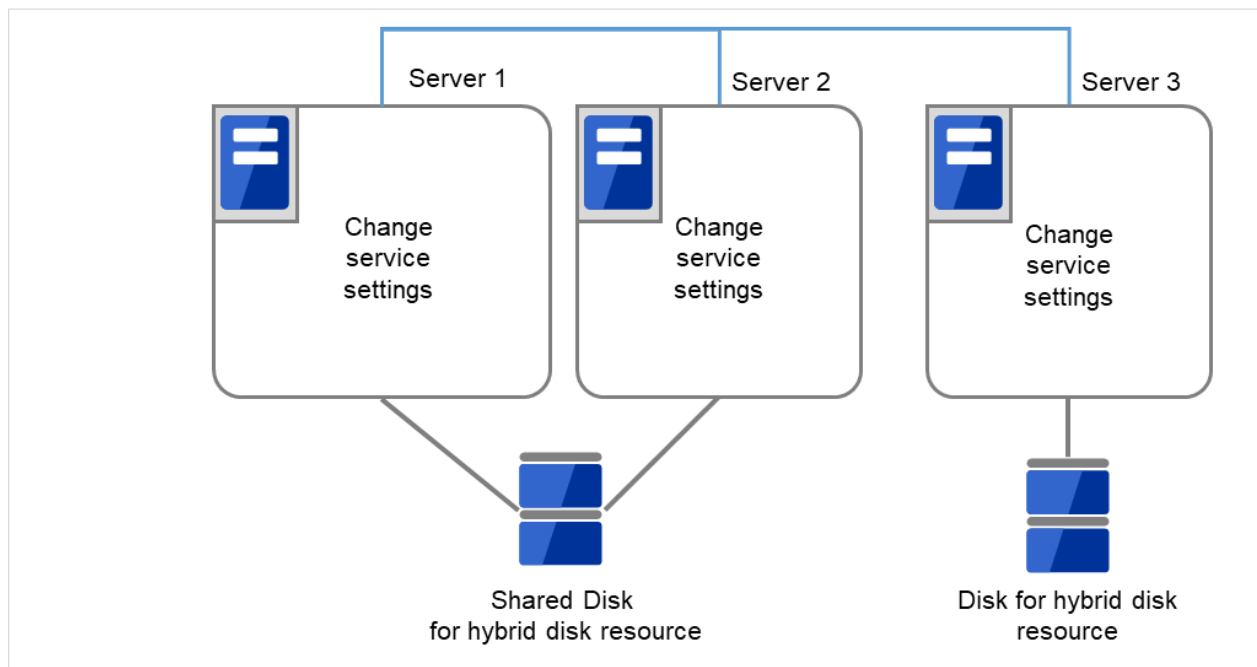 Server 1
Server 2
Server 3
Change
service
settings
Change
service
settings
Change
service
settings
Shared Disk
for hybrid disk resource
Disk for hybrid disk
resource